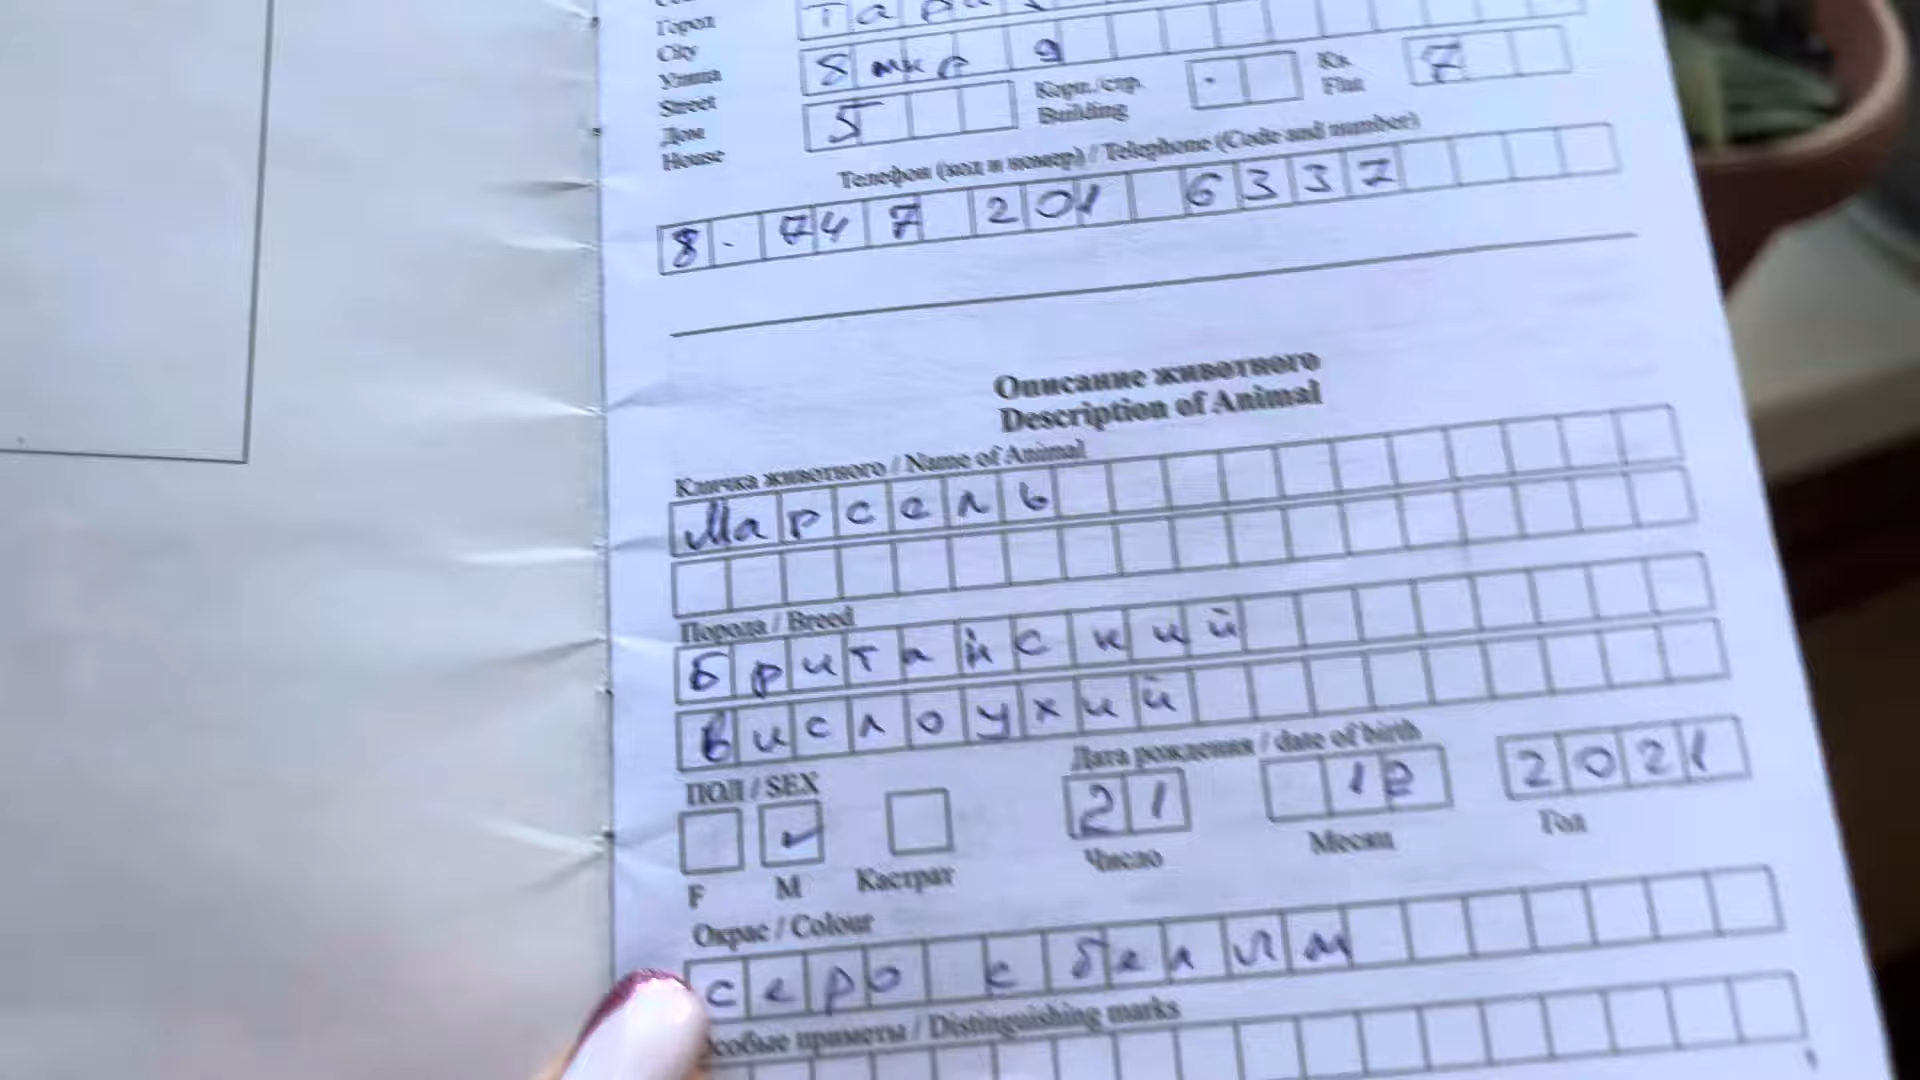 Город
City
Улица
8 мкр 9
Street
Дом
House
5
Корп./стр.
Building
Кв.
Flat
7
Телефон (код и номер) / Telephone (Code and number)
8. 747 201 6337
Описание животного
Description of Animal
Кличка животного / Name of Animal
Марсель
Порода / Breed
британский
вислоухий
ПОЛ / SEX
Дата рождения / date of birth
21 12 2021
F M Кастрат
Число Месяц Год
Окрас / Colour
серо с белым
собые приметы / Distinguishing marks